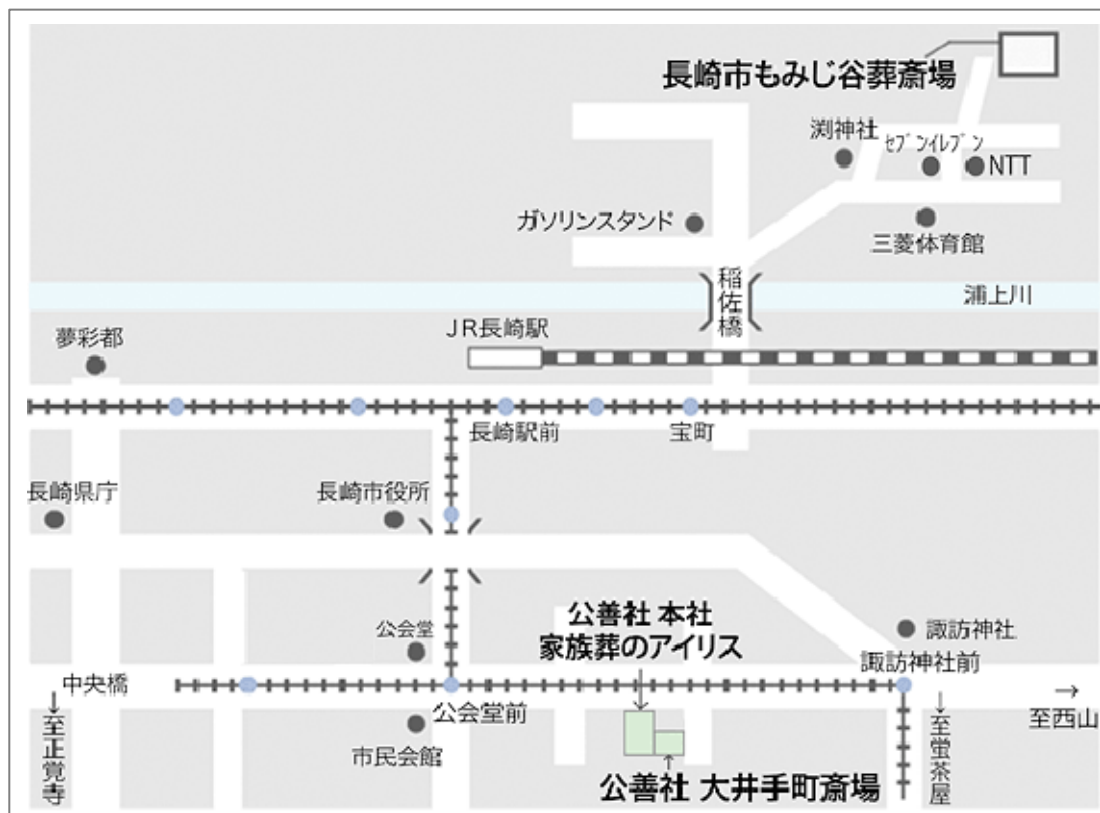 長崎市もみじ谷葬斎場
渕神社
セブンイレブン
NTT
ガソリンスタンド
三菱体育館
稲佐橋
浦上川
JR長崎駅
夢彩都
長崎駅前
宝町
長崎県庁
長崎市役所
公善社 本社
家族葬のアイリス
公会堂
諏訪神社
諏訪神社前
中央橋
公会堂前
→
至西山
↓至正覚寺
市民会館
↓至蛍茶屋
公善社 大井手町斎場